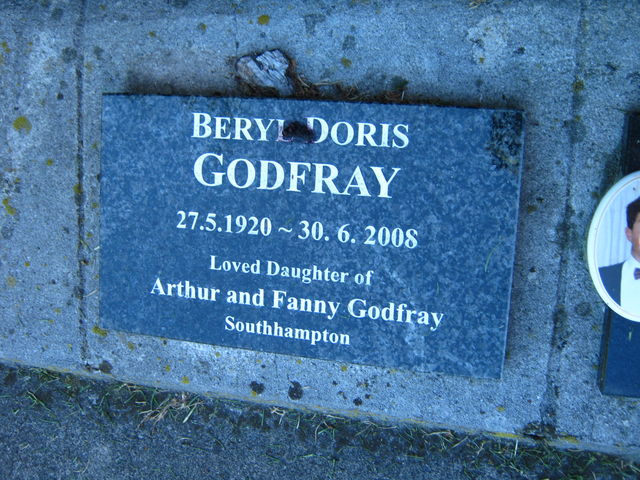 BERYL DORIS
GODFRAY
27.5.1920 ~ 30. 6. 2008
Loved Daughter of
Arthur and Fanny Godfray
Southhampton